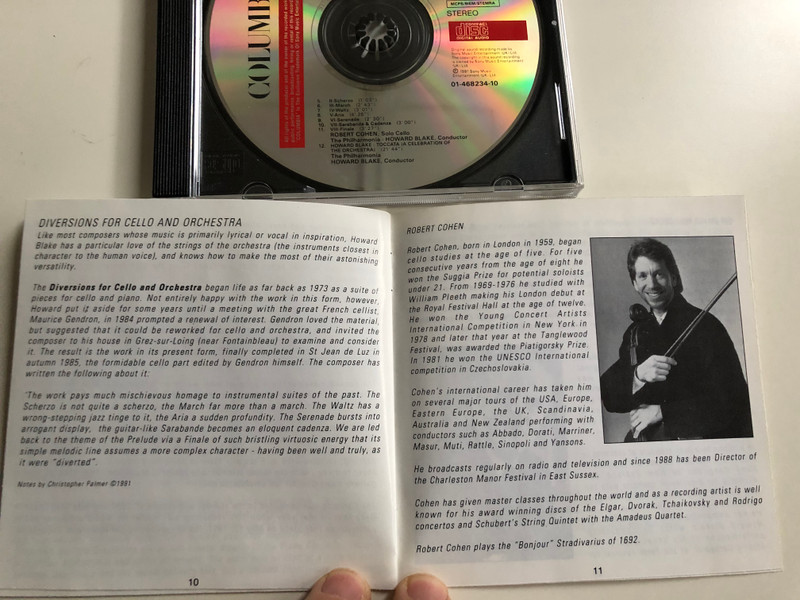 COLUMB
MCPS/BIEM/STEMRA
STEREO
COMPACT
disc
DIGITAL AUDIO
01-468234-10
ROBERT COHEN, Solo Cello
The Philharmonia · HOWARD BLAKE, Conductor
12. HOWARD BLAKE: TOCCATA (A CELEBRATION OF
THE ORCHESTRA)
The Philharmonia
HOWARD BLAKE, Conductor
DIVERSIONS FOR CELLO AND ORCHESTRA
Like most composers whose music is primarily lyrical or vocal in inspiration, Howard
Blake has a particular love of the strings of the orchestra (the instruments closest in
character to the human voice), and knows how to make the most of their astonishing
versatility.
The Diversions for Cello and Orchestra began life as far back as 1973 as a suite of
pieces for cello and piano. Not entirely happy with the work in this form, however,
Howard put it aside for some years until a meeting with the great French cellist,
Maurice Gendron, in 1984 prompted a renewal of interest. Gendron loved the material,
but suggested that it could be reworked for cello and orchestra, and invited the
composer to his house in Grez-sur-Loing (near Fontainbleau) to examine and consider
it. The result is the work in its present form, finally completed in St Jean de Luz in
autumn 1985, the formidable cello part edited by Gendron himself. The composer has
written the following about it:
'The work pays much mischievous homage to instrumental suites of the past. The
Scherzo is not quite a scherzo, the March far more than a march. The Waltz has a
wrong-stepping jazz tinge to it, the Aria a sudden profundity. The Serenade bursts into
arrogant display, the guitar-like Sarabande becomes an eloquent cadenza. We are led
back to the theme of the Prelude via a Finale of such bristling virtuosic energy that its
simple melodic line assumes a more complex character - having been well and truly, as
it were "diverted".
Notes by Christopher Palmer ©1991
10
ROBERT COHEN
Robert Cohen, born in London in 1959, began
cello studies at the age of five. For five
consecutive years from the age of eight he
won the Suggia Prize for potential soloists
under 21. From 1969-1976 he studied with
William Pleeth making his London debut at
the Royal Festival Hall at the age of twelve.
He won the Young Concert Artists
International Competition in New York in
1978 and later that year at the Tanglewood
Festival, was awarded the Piatigorsky Prize.
In 1981 he won the UNESCO International
competition in Czechoslovakia.
Cohen's international career has taken him
on several major tours of the USA, Europe,
Eastern Europe, the UK, Scandinavia,
Australia and New Zealand performing with
conductors such as Abbado, Dorati, Marriner,
Masur, Muti, Rattle, Sinopoli and Yansons.
He broadcasts regularly on radio and television and since 1988 has been Director of
the Charleston Manor Festival in East Sussex.
Cohen has given master classes throughout the world and as a recording artist is well
known for his award winning discs of the Elgar, Dvorak, Tchaikovsky and Rodrigo
concertos and Schubert's String Quintet with the Amadeus Quartet.
Robert Cohen plays the "Bonjour" Stradivarius of 1692.
11